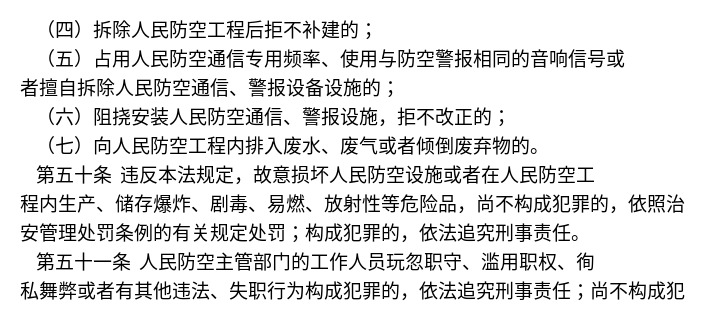 （四）拆除人民防空工程后拒不补建的；
（五）占用人民防空通信专用频率、使用与防空警报相同的音响信号或
者擅自拆除人民防空通信、警报设备设施的；
（六）阻挠安装人民防空通信、警报设施，拒不改正的；
（七）向人民防空工程内排入废水、废气或者倾倒废弃物的。
第五十条 违反本法规定，故意损坏人民防空设施或者在人民防空工
程内生产、储存爆炸、剧毒、易燃、放射性等危险品，尚不构成犯罪的，依照治
安管理处罚条例的有关规定处罚；构成犯罪的，依法追究刑事责任。
第五十一条 人民防空主管部门的工作人员玩忽职守、滥用职权、徇
私舞弊或者有其他违法、失职行为构成犯罪的，依法追究刑事责任；尚不构成犯